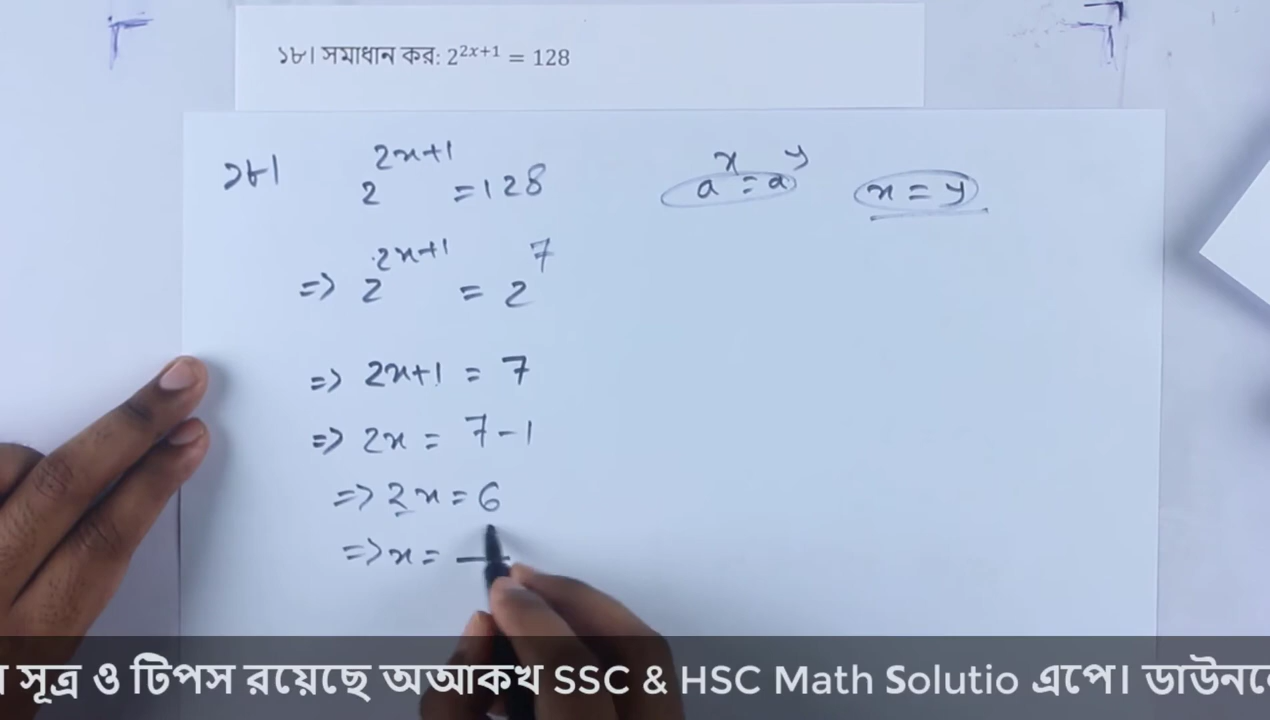 ১৮। সমাধান কর: 2^{2x+1} = 128
১৮। 2^{2x+1} = 128
a^x = a^y
x = y
=> 2^{2x+1} = 2^7
=> 2x+1 = 7
=> 2x = 7-1
=> 2x = 6
=> x =
সূত্র ও টিপস রয়েছে অআকখ SSC & HSC Math Solutio এপে। ডাউনলে